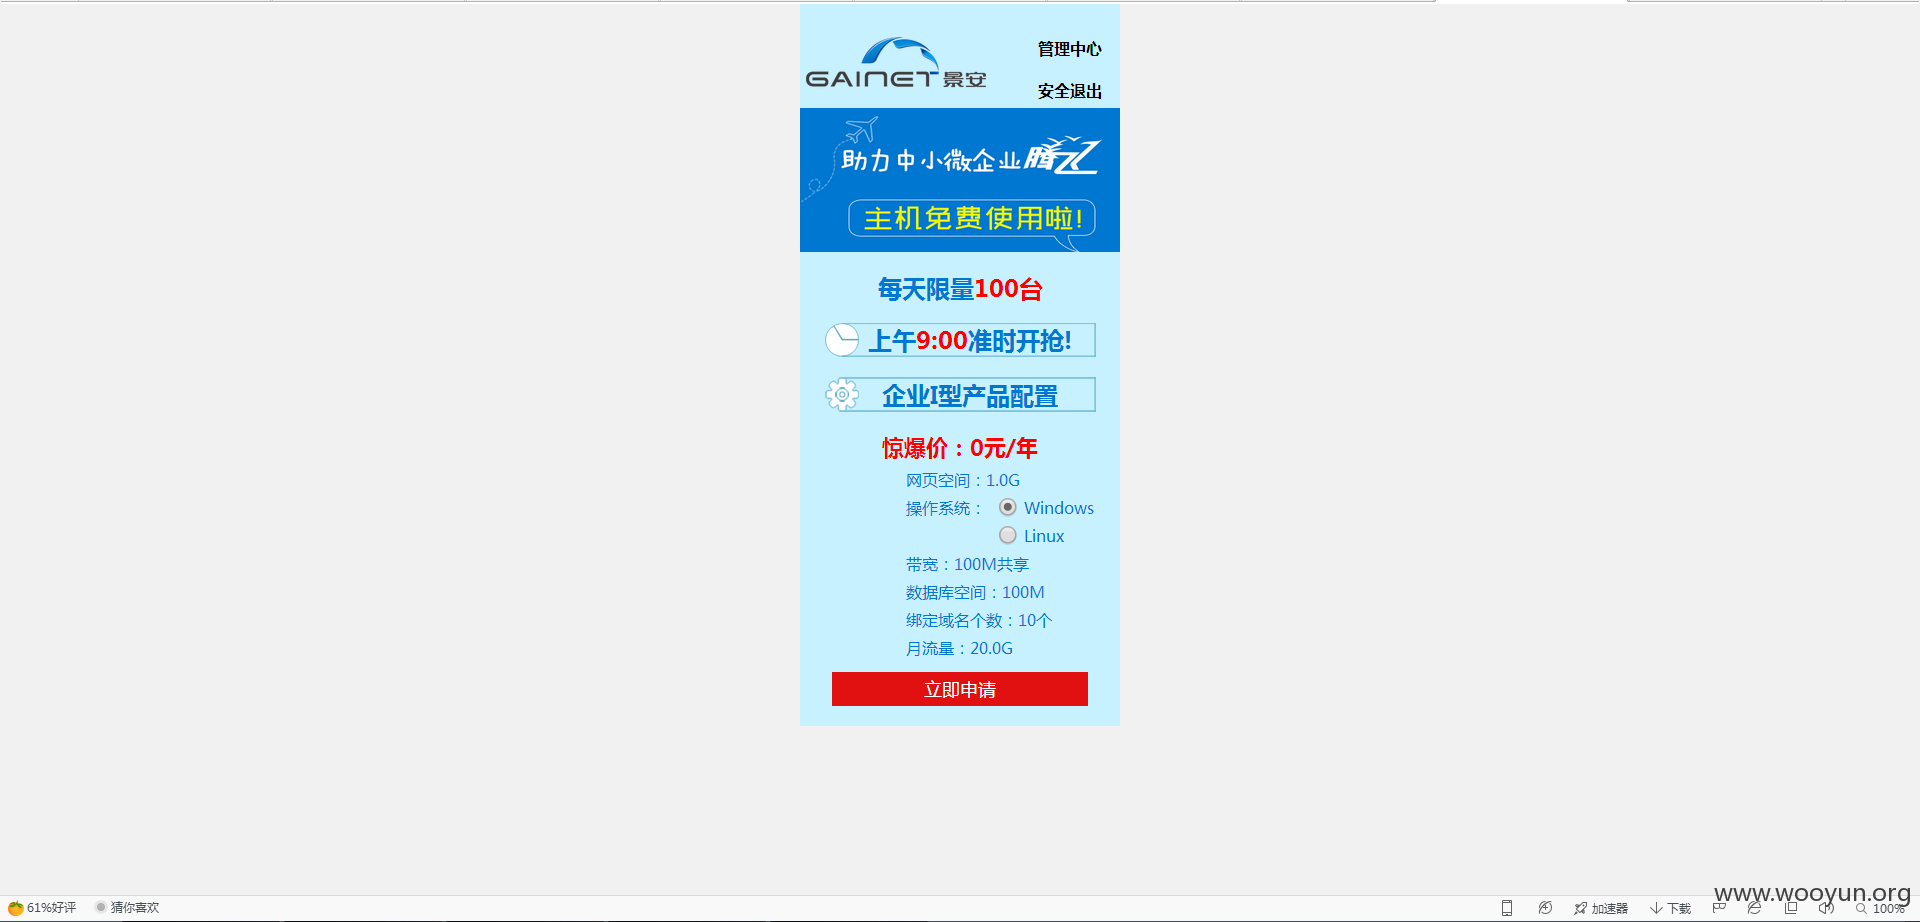 GAINET 景安
管理中心
安全退出
助力中小微企业腾飞
主机免费使用啦!
每天限量100台
上午9:00准时开抢!
企业I型产品配置
惊爆价：0元/年
网页空间：1.0G
操作系统： Windows
Linux
带宽：100M共享
数据库空间：100M
绑定域名个数：10个
月流量：20.0G
立即申请
www.wooyun.org
61%好评 猜你喜欢 加速器 下载 100%